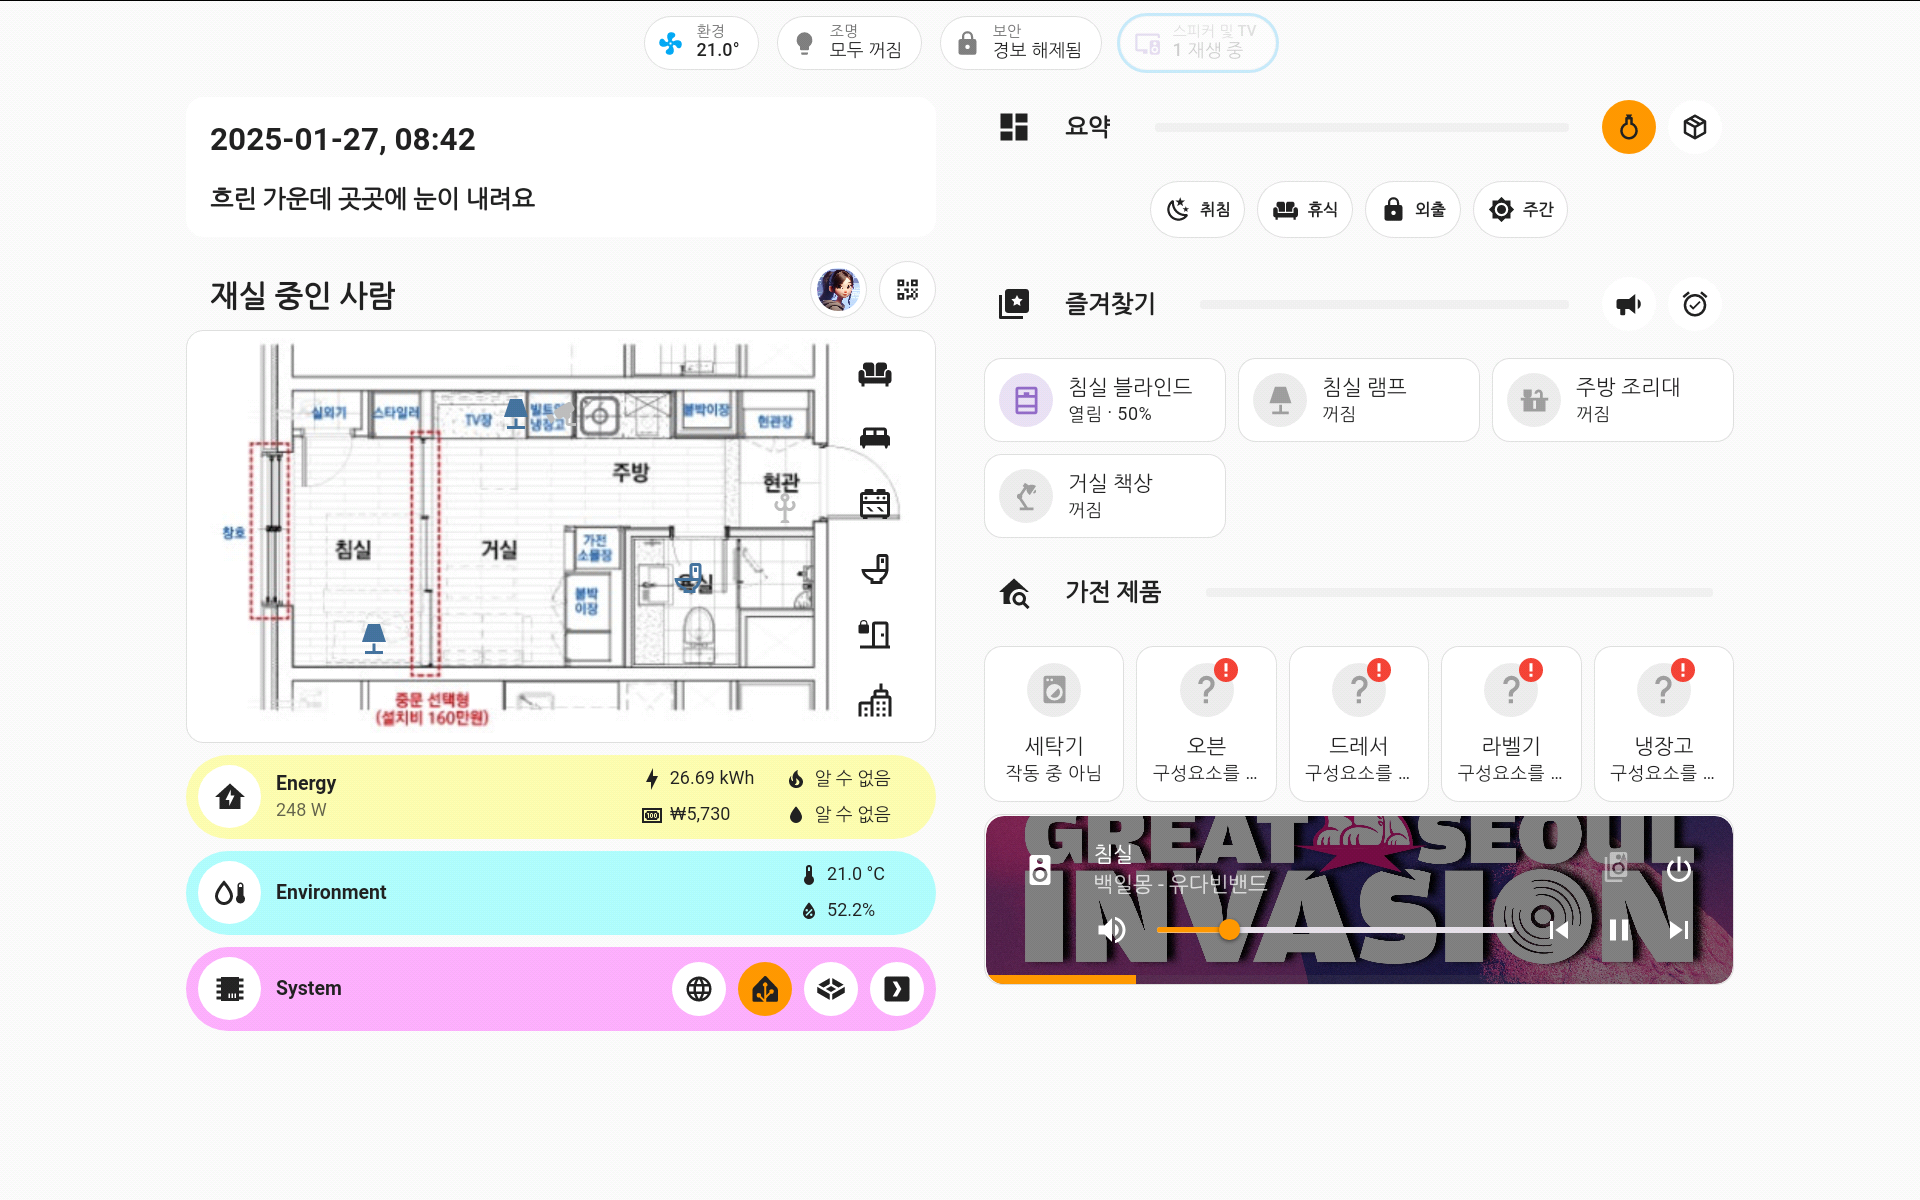 환경
21.0°
조명
모두 꺼짐
보안
경보 해제됨
스피커 및 TV
1 재생 중
2025-01-27, 08:42
흐린 가운데 곳곳에 눈이 내려요
재실 중인 사람
실외기
스타일러
TV장
빌트인
냉장고
붙박이장
현관장
주방
현관
창호
침실
거실
가전
소물장
붙박
이장
중문 선택형
(설치비 160만원)
Energy
248 W
26.69 kWh
알 수 없음
₩5,730
알 수 없음
Environment
21.0 °C
52.2%
System
요약
취침
휴식
외출
주간
즐겨찾기
침실 블라인드
열림 · 50%
침실 램프
꺼짐
주방 조리대
꺼짐
거실 책상
꺼짐
가전 제품
세탁기
작동 중 아님
오븐
구성요소를 ...
드레서
구성요소를 ...
라벨기
구성요소를 ...
냉장고
구성요소를 ...
GREAT SEOUL
INVASION
침실
백일몽 - 유다빈밴드